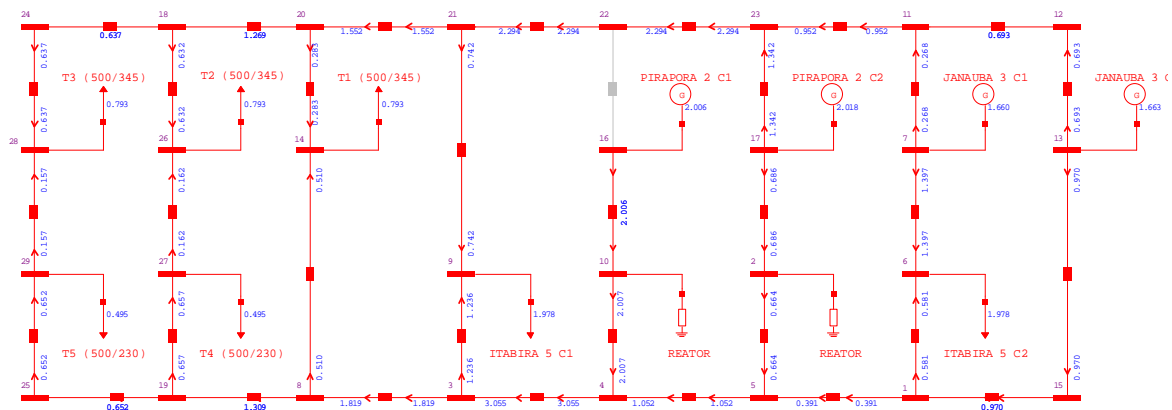 24 18 20 21 22 23 11 12
0.637 1.269 1.552 1.552 2.294 2.294 2.294 2.294 0.952 0.952 0.693
0.637 0.632 0.283 0.742 1.342 0.268 0.693
T3 (500/345) T2 (500/345) T1 (500/345) PIRAPORA 2 C1 PIRAPORA 2 C2 JANAUBA 3 C1 JANAUBA 3 C
G G G G
0.793 0.793 0.793 2.006 2.018 1.660 1.663
0.637 0.632 0.283 1.342 0.268 0.693
28 26 14 16 17 7 13
0.157 0.162 0.510 0.686 1.397 0.970
2.006
0.157 0.162 0.742 0.686 1.397
29 27 9 10 2 6
0.652 0.657 1.236 2.007 0.664 0.581
0.495 0.495 1.978 1.978
T5 (500/230) T4 (500/230) ITABIRA 5 C1 REATOR REATOR ITABIRA 5 C2
0.652 0.657 0.510 1.236 2.007 0.664 0.581 0.970
25 19 8 3 4 5 1 15
0.652 1.309 1.819 1.819 3.055 3.055 1.052 1.052 0.391 0.391 0.970